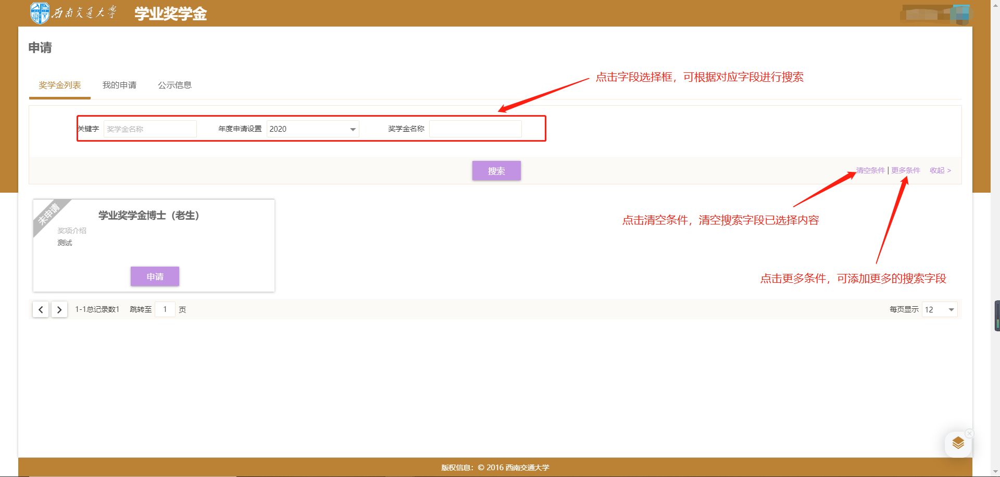 西南交通大学 学业奖学金
申请
奖学金列表 我的申请 公示信息
点击字段选择框，可根据对应字段进行搜索
关键字 奖学金名称 年度申请设置 2020 奖学金名称
搜索 清空条件 | 更多条件 收起 >
点击清空条件，清空搜索字段已选择内容
点击更多条件，可添加更多的搜索字段
未申请
学业奖学金博士（老生）
奖项介绍
测试
申请
1-1总记录数1 跳转至 1 页 每页显示 12
版权信息：© 2016 西南交通大学